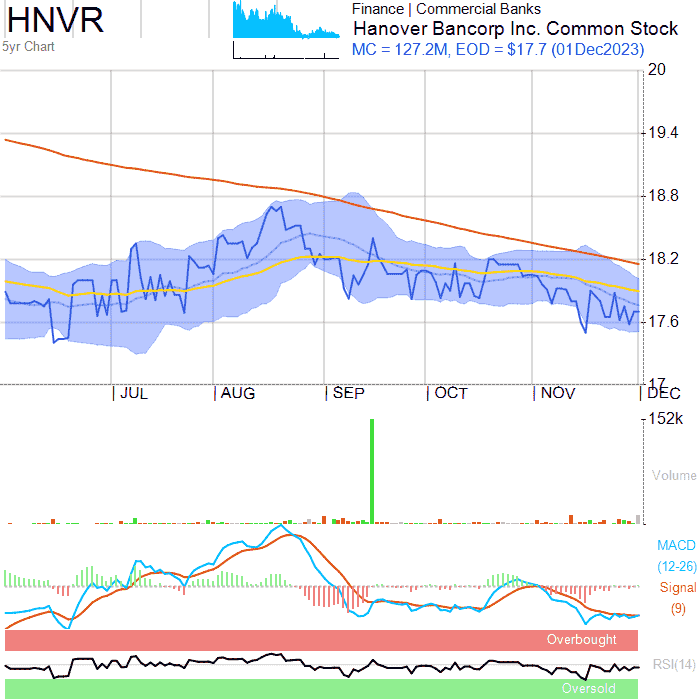 HNVR
5yr Chart
Finance | Commercial Banks
Hanover Bancorp Inc. Common Stock
MC = 127.2M, EOD = $17.7 (01Dec2023)
20
19.4
18.8
18.2
17.6
17
JUL
AUG
SEP
OCT
NOV
DEC
152k
Volume
MACD
(12-26)
Signal
(9)
Overbought
RSI(14)
Oversold